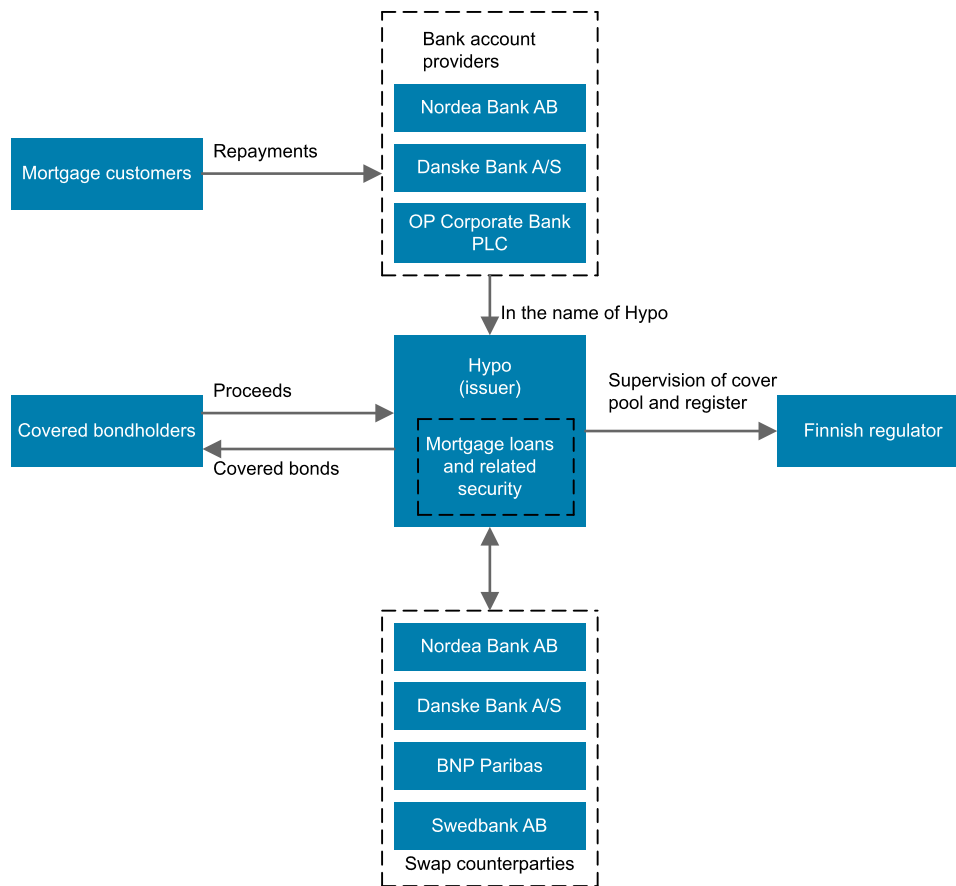 Bank account
providers
Nordea Bank AB
Danske Bank A/S
OP Corporate Bank
PLC
Mortgage customers
Repayments
In the name of Hypo
Hypo
(issuer)
Mortgage loans
and related
security
Proceeds
Covered bondholders
Covered bonds
Supervision of cover
pool and register
Finnish regulator
Nordea Bank AB
Danske Bank A/S
BNP Paribas
Swedbank AB
Swap counterparties